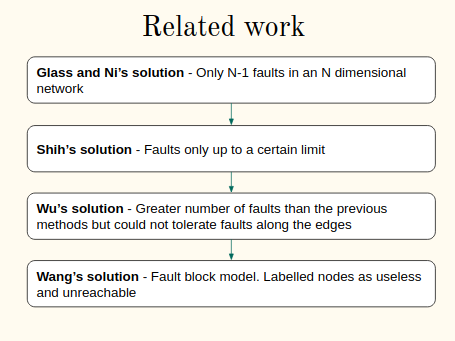 Related work
Glass and Ni's solution - Only N-1 faults in an N dimensional
network
Shih's solution - Faults only up to a certain limit
Wu's solution - Greater number of faults than the previous
methods but could not tolerate faults along the edges
Wang's solution - Fault block model. Labelled nodes as useless
and unreachable